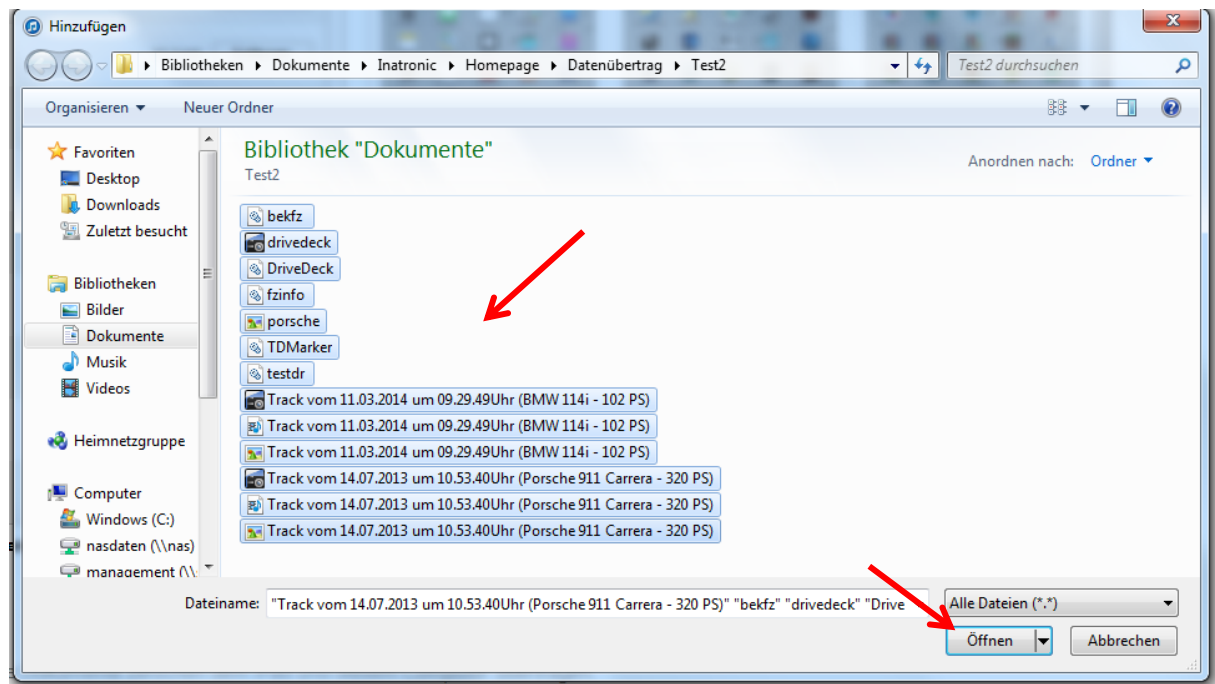 Hinzufügen
Bibliotheken Dokumente Inatronic Homepage Datenübertrag Test2
Test2 durchsuchen
Organisieren Neuer Ordner
Favoriten
Desktop
Downloads
Zuletzt besucht
Bibliotheken
Bilder
Dokumente
Musik
Videos
Heimnetzgruppe
Computer
Windows (C:)
nasdaten (\\nas)
management (\\
Bibliothek "Dokumente"
Test2
Anordnen nach: Ordner
bekfz
drivedeck
DriveDeck
fzinfo
porsche
TDMarker
testdr
Track vom 11.03.2014 um 09.29.49Uhr (BMW 114i - 102 PS)
Track vom 11.03.2014 um 09.29.49Uhr (BMW 114i - 102 PS)
Track vom 11.03.2014 um 09.29.49Uhr (BMW 114i - 102 PS)
Track vom 14.07.2013 um 10.53.40Uhr (Porsche 911 Carrera - 320 PS)
Track vom 14.07.2013 um 10.53.40Uhr (Porsche 911 Carrera - 320 PS)
Track vom 14.07.2013 um 10.53.40Uhr (Porsche 911 Carrera - 320 PS)
Dateiname: "Track vom 14.07.2013 um 10.53.40Uhr (Porsche 911 Carrera - 320 PS)" "bekfz" "drivedeck" "Drive
Alle Dateien (*.*)
Öffnen Abbrechen